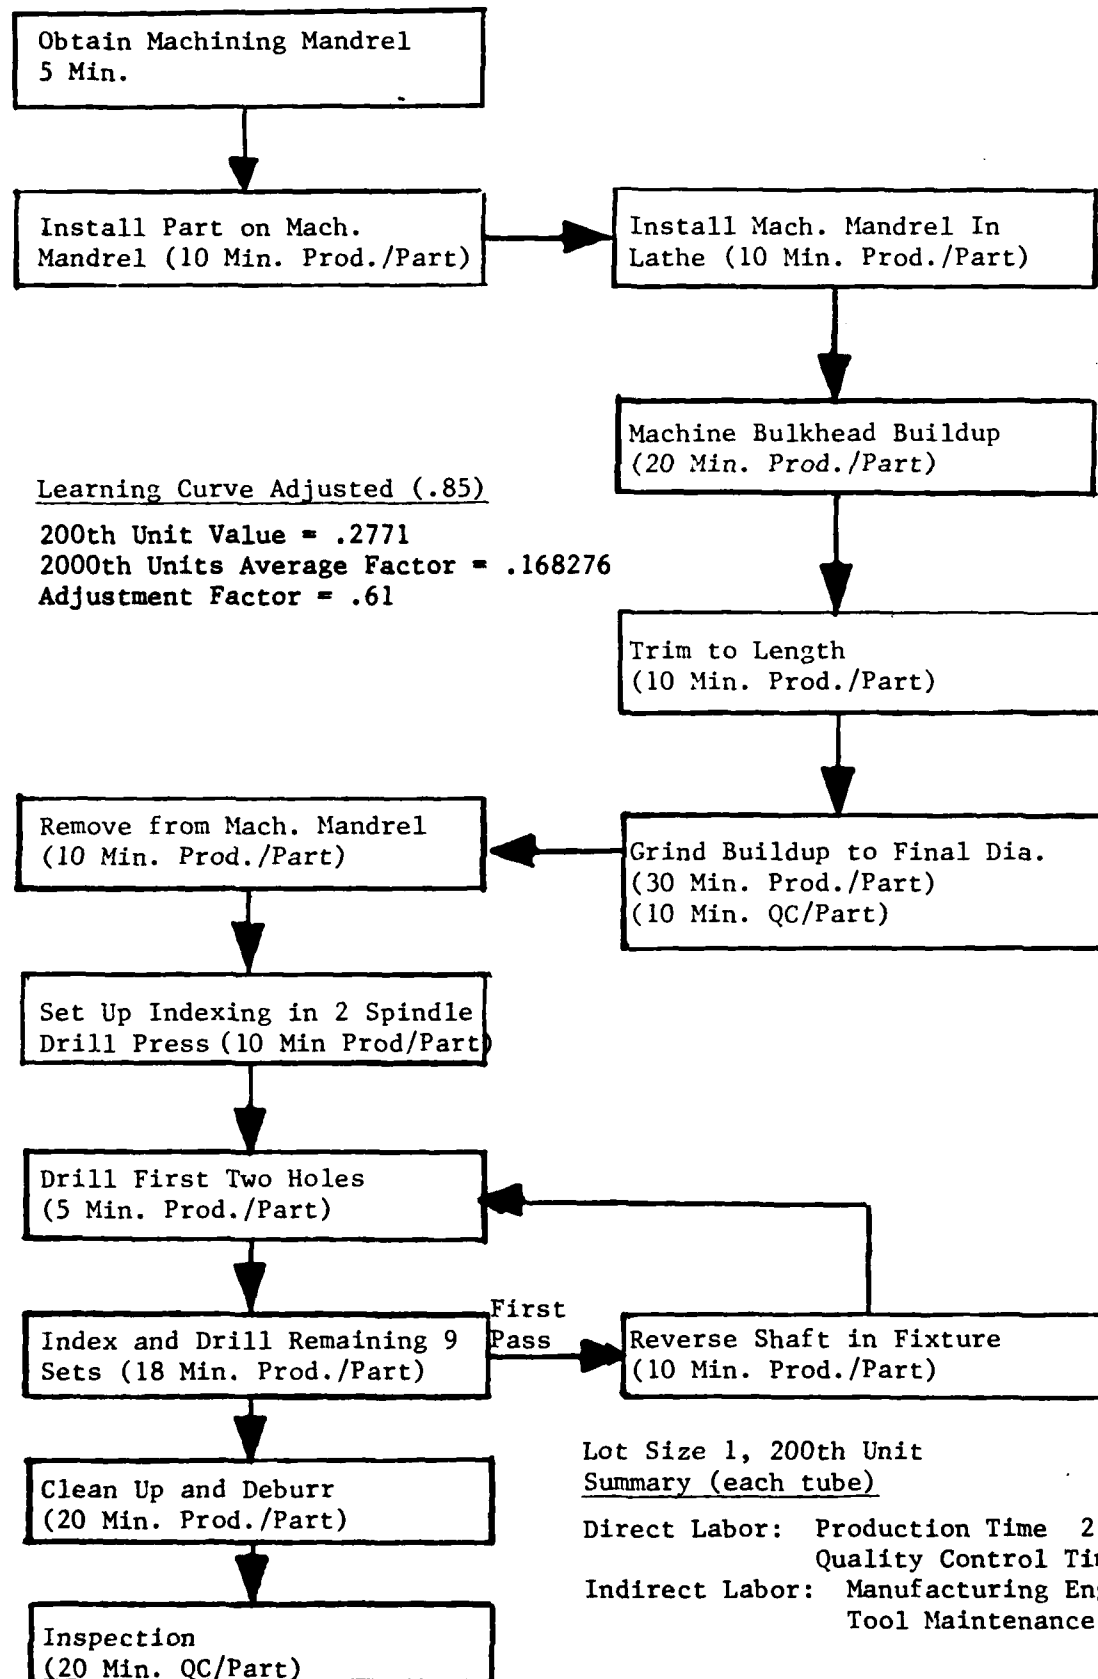 Obtain Machining Mandrel
5 Min.
Install Part on Mach.
Mandrel (10 Min. Prod./Part)
Install Mach. Mandrel In
Lathe (10 Min. Prod./Part)
Machine Bulkhead Buildup
(20 Min. Prod./Part)
Learning Curve Adjusted (.85)
200th Unit Value = .2771
2000th Units Average Factor = .168276
Adjustment Factor = .61
Trim to Length
(10 Min. Prod./Part)
Grind Buildup to Final Dia.
(30 Min. Prod./Part)
(10 Min. QC/Part)
Remove from Mach. Mandrel
(10 Min. Prod./Part)
Set Up Indexing in 2 Spindle
Drill Press (10 Min Prod/Part)
Drill First Two Holes
(5 Min. Prod./Part)
Index and Drill Remaining 9
Sets (18 Min. Prod./Part)
First
Pass
Reverse Shaft in Fixture
(10 Min. Prod./Part)
Clean Up and Deburr
(20 Min. Prod./Part)
Inspection
(20 Min. QC/Part)
Lot Size 1, 200th Unit
Summary (each tube)
Direct Labor: Production Time 2
Quality Control
Indirect Labor: Manufacturing
Tool Maintenance